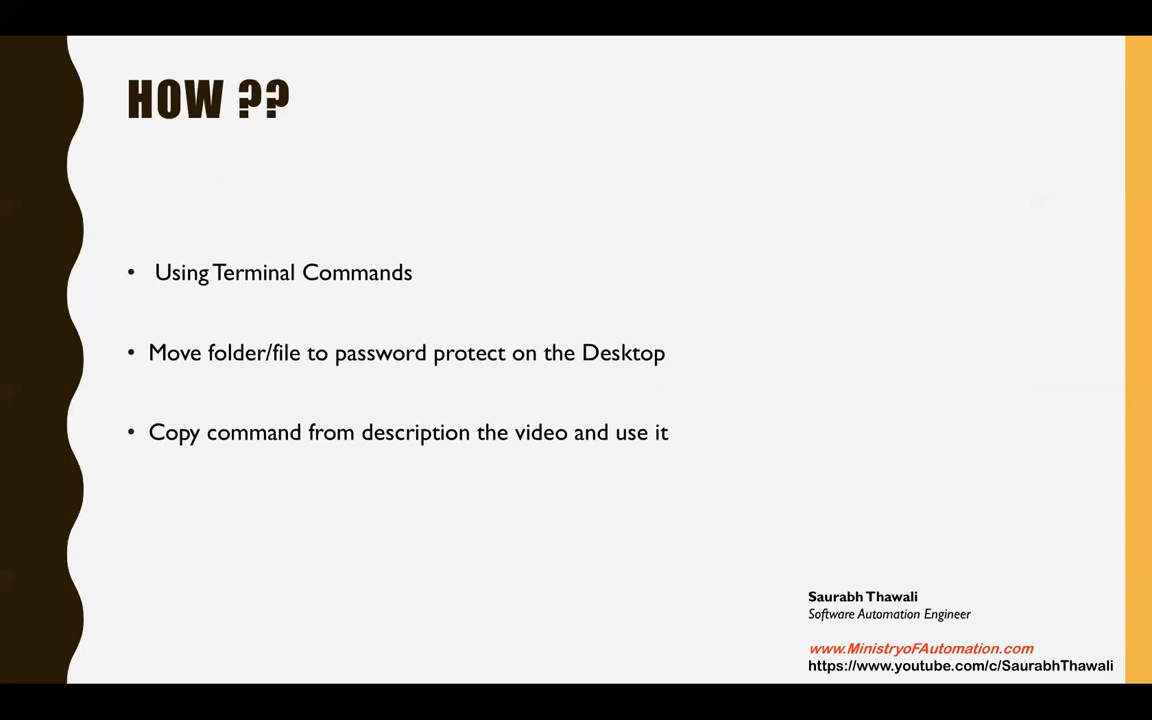 HOW ??
• Using Terminal Commands
• Move folder/file to password protect on the Desktop
• Copy command from description the video and use it
Saurabh Thawali
Software Automation Engineer
www.MinistryoFAutomation.com
https://www.youtube.com/c/SaurabhThawali